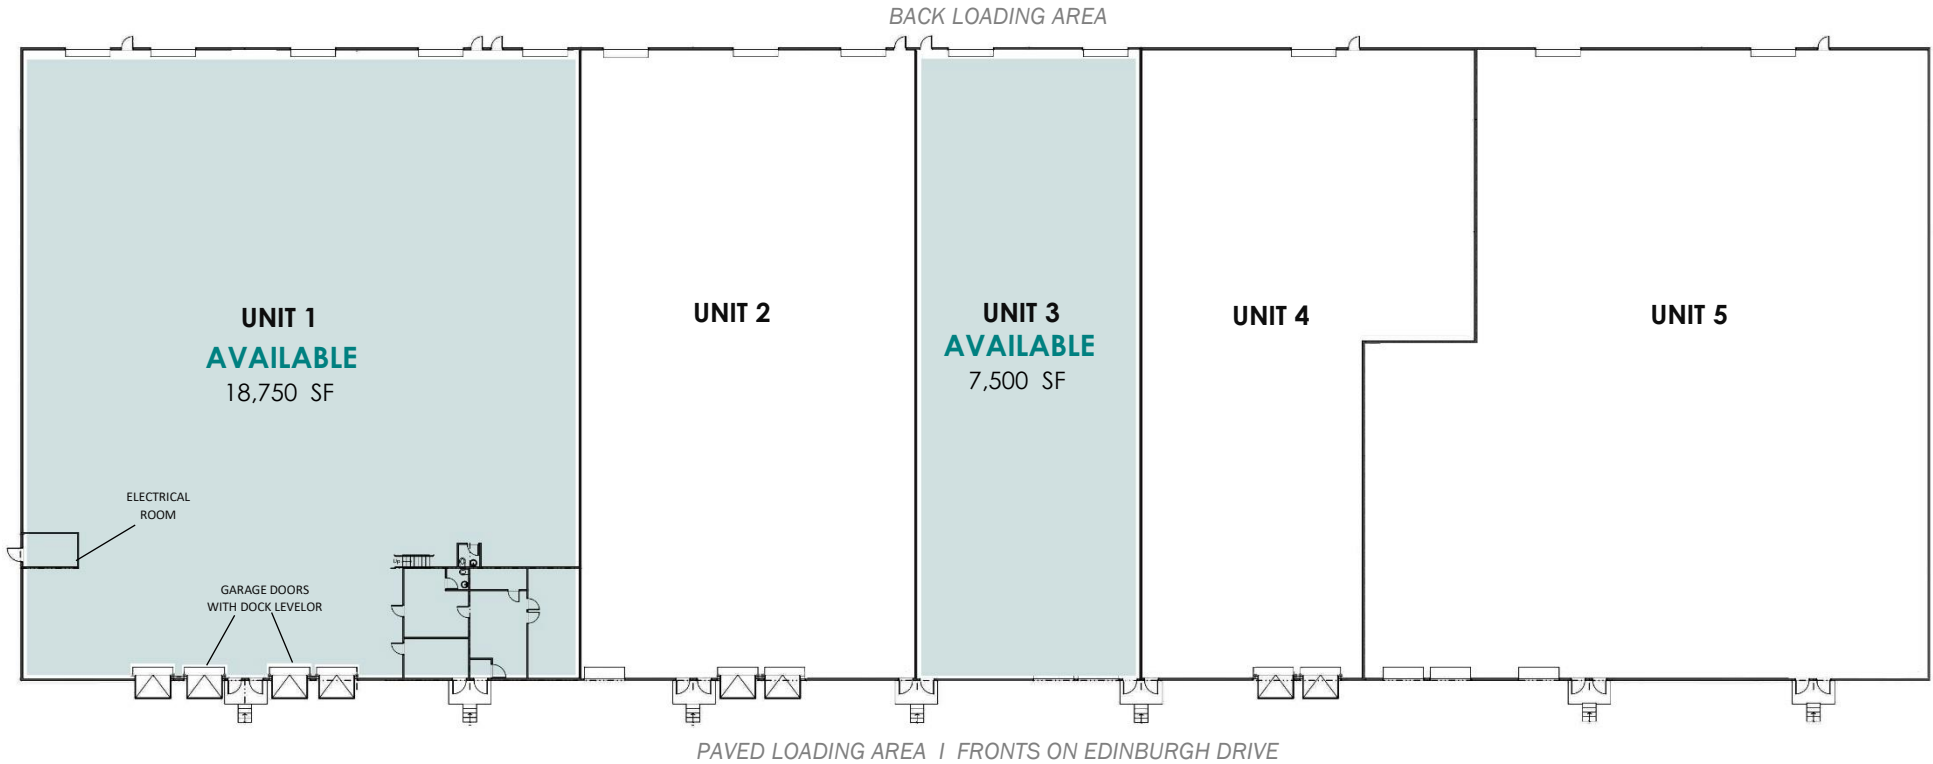 BACK LOADING AREA
UNIT 1
AVAILABLE
18,750 SF
UNIT 2
UNIT 3
AVAILABLE
7,500 SF
UNIT 4
UNIT 5
ELECTRICAL
ROOM
Up
GARAGE DOORS
WITH DOCK LEVELOR
PAVED LOADING AREA I FRONTS ON EDINBURGH DRIVE